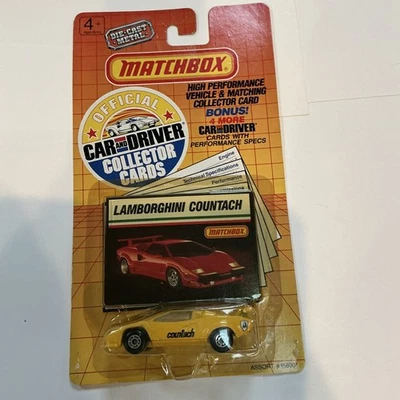 4+
DIE-CAST
METAL
MATCHBOX
OFFICIAL
CAR AND DRIVER
COLLECTOR
CARDS
HIGH PERFORMANCE
VEHICLE & MATCHING
COLLECTOR CARD
BONUS!
4 MORE
CAR AND DRIVER
CARDS WITH
PERFORMANCE SPECS
Engine
Technical Specifications
Performance
LAMBORGHINI COUNTACH
MATCHBOX
countach